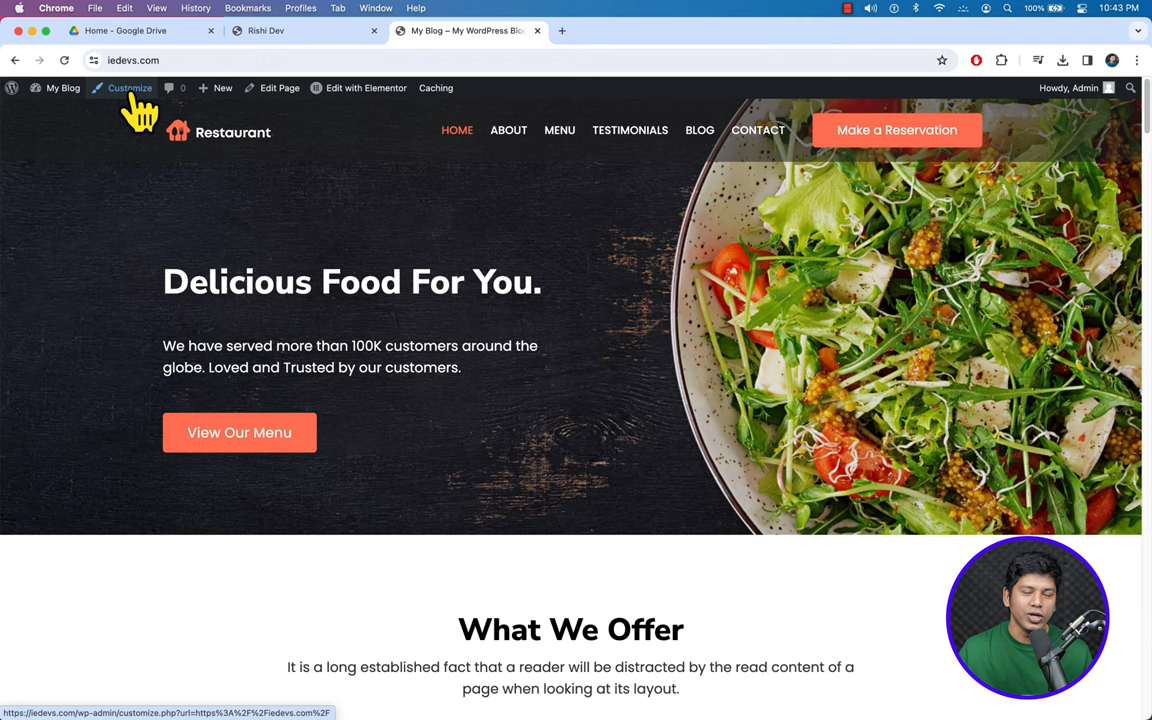 Chrome File Edit View History Bookmarks Profiles Tab Window Help 100% 10:43 PM
Home - Google Drive Rishi Dev My Blog – My WordPress Blog
iedevs.com
My Blog Customize 0 New Edit Page Edit with Elementor Caching Howdy, Admin
Restaurant HOME ABOUT MENU TESTIMONIALS BLOG CONTACT Make a Reservation
Delicious Food For You.
We have served more than 100K customers around the
globe. Loved and Trusted by our customers.
View Our Menu
What We Offer
It is a long established fact that a reader will be distracted by the read content of a
page when looking at its layout.
https://iedevs.com/wp-admin/customize.php?url=https%3A%2F%2Fiedevs.com%2F